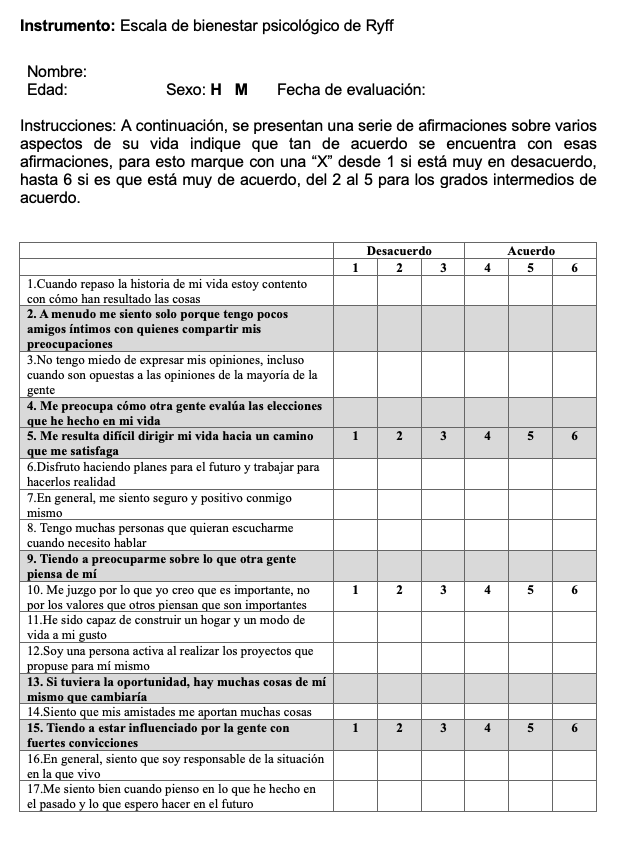 Instrumento: Escala de bienestar psicológico de Ryff
Nombre:
Edad: Sexo: H M Fecha de evaluación:
Instrucciones: A continuación, se presentan una serie de afirmaciones sobre varios
aspectos de su vida indique que tan de acuerdo se encuentra con esas
afirmaciones, para esto marque con una “X” desde 1 si está muy en desacuerdo,
hasta 6 si es que está muy de acuerdo, del 2 al 5 para los grados intermedios de
acuerdo.
Desacuerdo Acuerdo
1 2 3 4 5 6
1.Cuando repaso la historia de mi vida estoy contento
con cómo han resultado las cosas
2. A menudo me siento solo porque tengo pocos
amigos íntimos con quienes compartir mis
preocupaciones
3.No tengo miedo de expresar mis opiniones, incluso
cuando son opuestas a las opiniones de la mayoría de la
gente
4. Me preocupa cómo otra gente evalúa las elecciones
que he hecho en mi vida
5. Me resulta difícil dirigir mi vida hacia un camino 1 2 3 4 5 6
que me satisfaga
6.Disfruto haciendo planes para el futuro y trabajar para
hacerlos realidad
7.En general, me siento seguro y positivo conmigo
mismo
8. Tengo muchas personas que quieran escucharme
cuando necesito hablar
9. Tiendo a preocuparme sobre lo que otra gente
piensa de mí
10. Me juzgo por lo que yo creo que es importante, no 1 2 3 4 5 6
por los valores que otros piensan que son importantes
11.He sido capaz de construir un hogar y un modo de
vida a mi gusto
12.Soy una persona activa al realizar los proyectos que
propuse para mí mismo
13. Si tuviera la oportunidad, hay muchas cosas de mí
mismo que cambiaría
14.Siento que mis amistades me aportan muchas cosas
15. Tiendo a estar influenciado por la gente con 1 2 3 4 5 6
fuertes convicciones
16.En general, siento que soy responsable de la situación
en la que vivo
17.Me siento bien cuando pienso en lo que he hecho en
el pasado y lo que espero hacer en el futuro